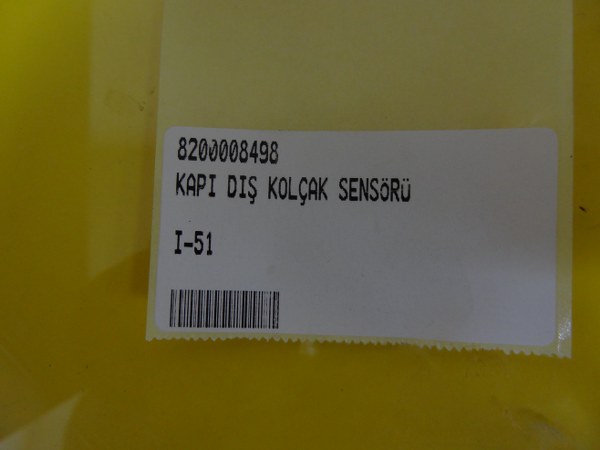 8200008498
KAPI DIŞ KOLÇAK SENSÖRÜ
I-51